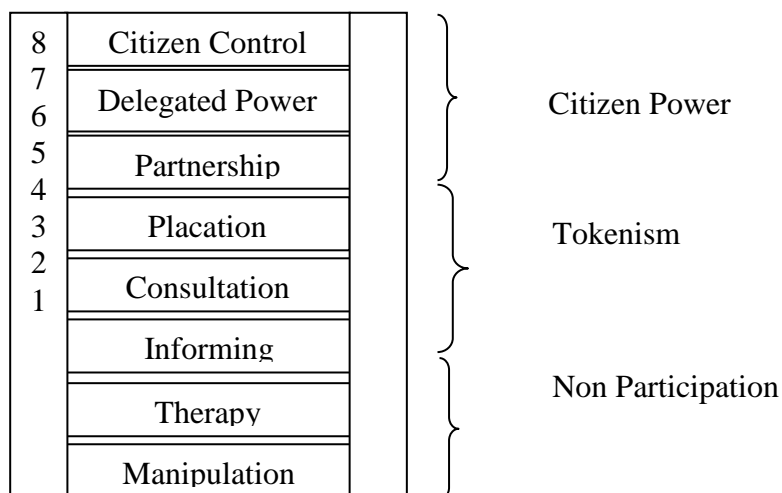 8
7
6
5
4
3
2
1
Citizen Control
Delegated Power
Partnership
Placation
Consultation
Informing
Therapy
Manipulation
Citizen Power
Tokenism
Non Participation